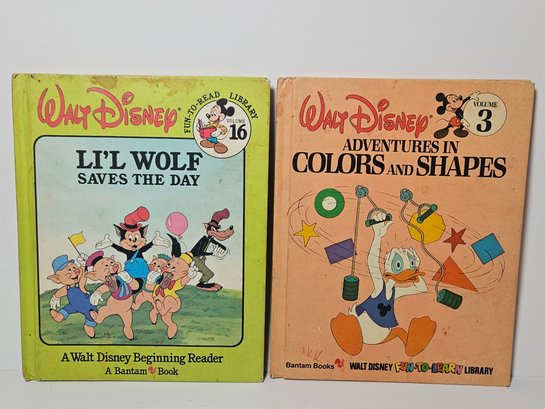 WALT DISNEY
FUN-TO-READ LIBRARY
VOLUME
16
LI'L WOLF
SAVES THE DAY
A Walt Disney Beginning Reader
A Bantam Book
WALT DISNEY
VOLUME
3
ADVENTURES IN
COLORS AND SHAPES
Bantam Books WALT DISNEY FUN-TO-LEARN LIBRARY